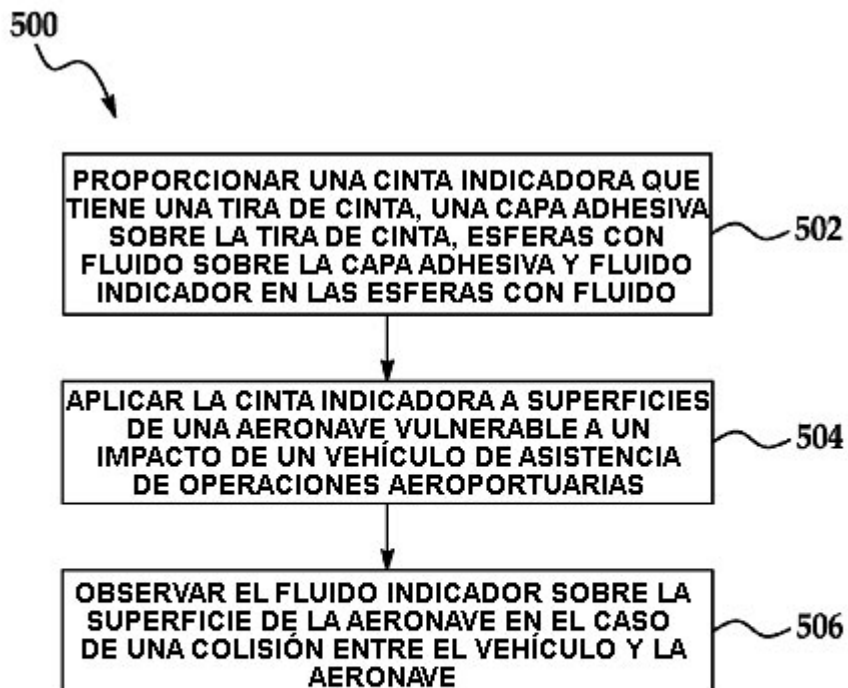 500
PROPORCIONAR UNA CINTA INDICADORA QUE
TIENE UNA TIRA DE CINTA, UNA CAPA ADHESIVA
SOBRE LA TIRA DE CINTA, ESFERAS CON
FLUIDO SOBRE LA CAPA ADHESIVA Y FLUIDO
INDICADOR EN LAS ESFERAS CON FLUIDO
502
APLICAR LA CINTA INDICADORA A SUPERFICIES
DE UNA AERONAVE VULNERABLE A UN
IMPACTO DE UN VEHÍCULO DE ASISTENCIA
DE OPERACIONES AEROPORTUARIAS
504
OBSERVAR EL FLUIDO INDICADOR SOBRE LA
SUPERFICIE DE LA AERONAVE EN EL CASO
DE UNA COLISIÓN ENTRE EL VEHÍCULO Y LA
AERONAVE
506